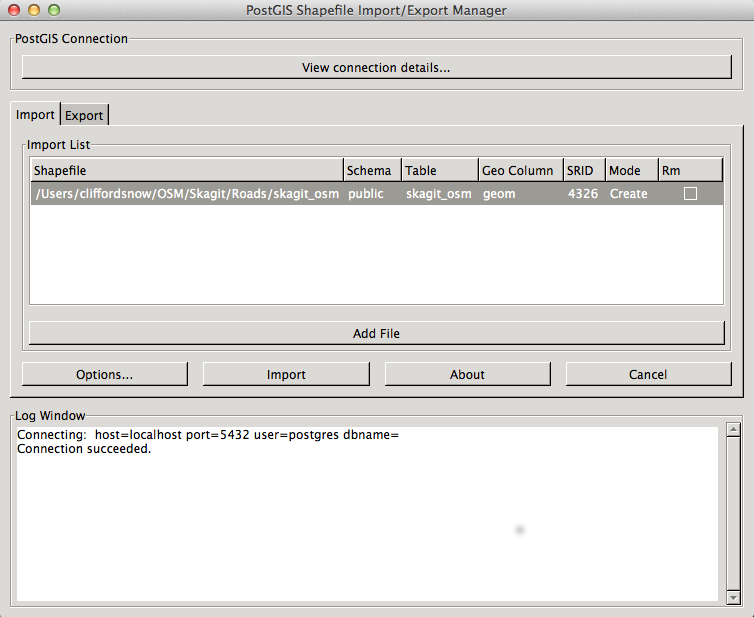 PostGIS Shapefile Import/Export Manager
PostGIS Connection
View connection details...
Import Export
Import List
Shapefile Schema Table Geo Column SRID Mode Rm
/Users/cliffordsnow/OSM/Skagit/Roads/skagit_osm public skagit_osm geom 4326 Create
Add File
Options... Import About Cancel
Log Window
Connecting:  host=localhost port=5432 user=postgres dbname=
Connection succeeded.